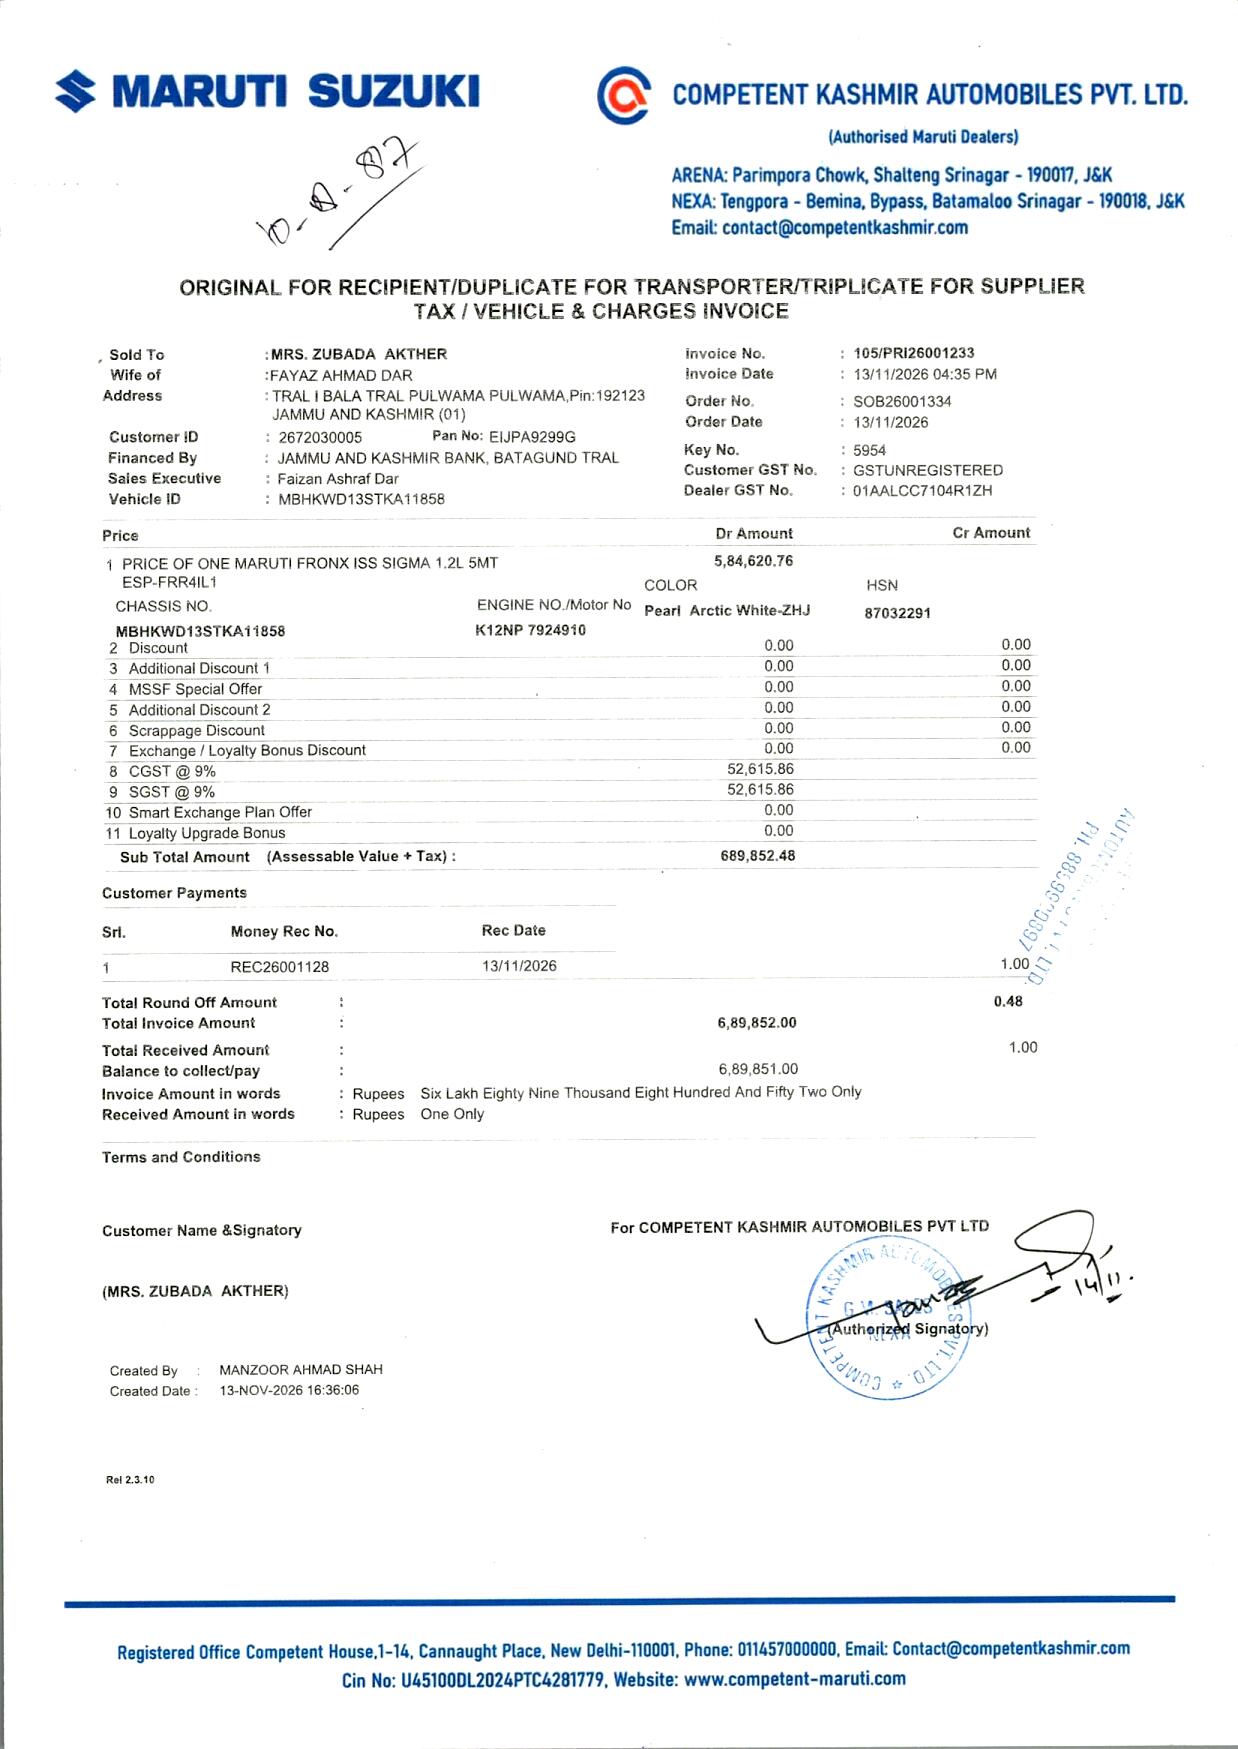 MARUTI SUZUKI
COMPETENT KASHMIR AUTOMOBILES PVT. LTD.
(Authorised Maruti Dealers)
ARENA: Parimpora Chowk, Shalteng Srinagar - 190017, J&K
NEXA: Tengpora - Bemina, Bypass, Batamaloo Srinagar - 190018, J&K
Email: contact@competentkashmir.com
ORIGINAL FOR RECIPIENT/DUPLICATE FOR TRANSPORTER/TRIPLICATE FOR SUPPLIER
TAX / VEHICLE & CHARGES INVOICE
Sold To :MRS. ZUBADA AKTHER
Wife of :FAYAZ AHMAD DAR
Address : TRAL I BALA TRAL PULWAMA PULWAMA,Pin:192123
JAMMU AND KASHMIR (01)
Customer ID : 2672030005 Pan No: EIJPA9299G
Financed By : JAMMU AND KASHMIR BANK, BATAGUND TRAL
Sales Executive : Faizan Ashraf Dar
Vehicle ID : MBHKWD13STKA11858
Invoice No. : 105/PRI26001233
Invoice Date : 13/11/2026 04:35 PM
Order No. : SOB26001334
Order Date : 13/11/2026
Key No. : 5954
Customer GST No. : GSTUNREGISTERED
Dealer GST No. : 01AALCC7104R1ZH
Price Dr Amount Cr Amount
1 PRICE OF ONE MARUTI FRONX ISS SIGMA 1.2L 5MT 5,84,620.76
ESP-FRR4IL1 COLOR HSN
CHASSIS NO. ENGINE NO./Motor No Pearl Arctic White-ZHJ 87032291
MBHKWD13STKA11858 K12NP 7924910
2 Discount 0.00 0.00
3 Additional Discount 1 0.00 0.00
4 MSSF Special Offer 0.00 0.00
5 Additional Discount 2 0.00 0.00
6 Scrappage Discount 0.00 0.00
7 Exchange / Loyalty Bonus Discount 0.00 0.00
8 CGST @ 9% 52,615.86
9 SGST @ 9% 52,615.86
10 Smart Exchange Plan Offer 0.00
11 Loyalty Upgrade Bonus 0.00
Sub Total Amount (Assessable Value + Tax) : 689,852.48
Customer Payments
Srl. Money Rec No. Rec Date
1 REC26001128 13/11/2026 1.00
Total Round Off Amount : 0.48
Total Invoice Amount : 6,89,852.00
Total Received Amount : 1.00
Balance to collect/pay : 6,89,851.00
Invoice Amount in words : Rupees Six Lakh Eighty Nine Thousand Eight Hundred And Fifty Two Only
Received Amount in words : Rupees One Only
Terms and Conditions
Customer Name &Signatory
For COMPETENT KASHMIR AUTOMOBILES PVT LTD
COMPETENT KASHMIR AUTOMOBILES PVT. LTD.
G.M. SALES
NEXA
14/11.
(MRS. ZUBADA AKTHER)
(Authorized Signatory)
Created By : MANZOOR AHMAD SHAH
Created Date : 13-NOV-2026 16:36:06
Rel 2.3.10
Registered Office Competent House,1-14, Cannaught Place, New Delhi-110001, Phone: 011457000000, Email: Contact@competentkashmir.com
Cin No: U45100DL2024PTC4281779, Website: www.competent-maruti.com